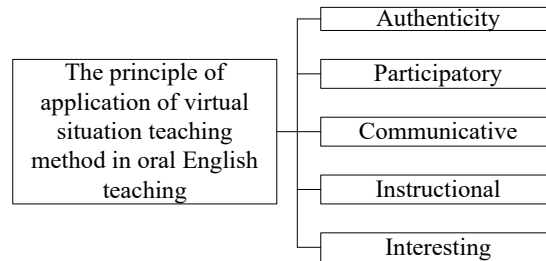 The principle of
application of virtual
situation teaching
method in oral English
teaching
Authenticity
Participatory
Communicative
Instructional
Interesting